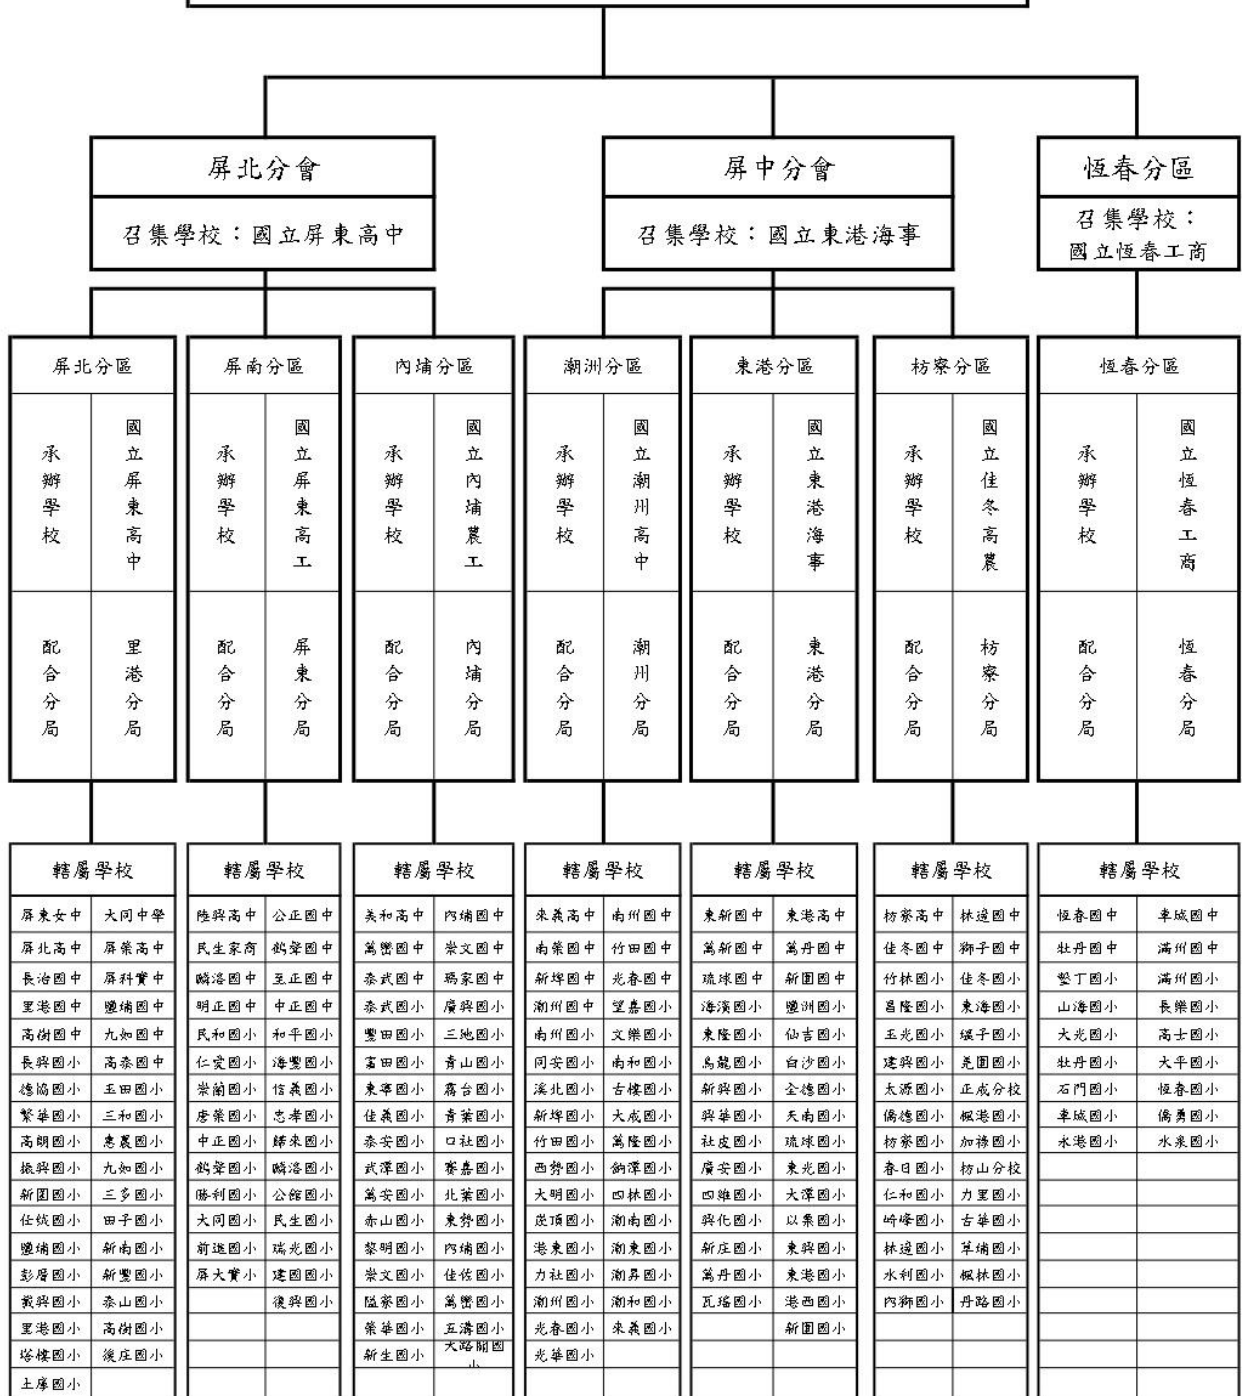 屏北分會
召集學校：國立屏東高中
屏中分會
召集學校：國立東港海事
恆春分區
召集學校：
國立恆春工商
屏北分區
承辦學校
國立屏東高中
配合分局
里港分局
屏南分區
承辦學校
國立屏東高工
配合分局
屏東分局
內埔分區
承辦學校
國立內埔農工
配合分局
內埔分局
潮洲分區
承辦學校
國立潮州高中
配合分局
潮州分局
東港分區
承辦學校
國立東港海事
配合分局
東港分局
枋寮分區
承辦學校
國立佳冬高農
配合分局
枋寮分局
恆春分區
承辦學校
國立恆春工商
配合分局
恆春分局
轄屬學校
屏東女中 大同中學
屏北高中 屏榮高中
長治國中 屏科實中
里港國中 鹽埔國中
高樹國中 九如國中
長興國小 高泰國中
德協國小 玉田國小
繁華國小 三和國小
高朗國小 惠農國小
振興國小 九如國小
新圍國小 三多國小
仕絨國小 田子國小
鹽埔國小 新南國小
彭厝國小 新豐國小
載興國小 泰山國小
里港國小 高樹國小
塔樓國小 後庄國小
土庫國小
轄屬學校
陸興高中 公正國中
民生家商 鶴聲國中
麟洛國中 至正國中
明正國中 中正國中
民和國小 和平國小
仁愛國小 海豐國小
崇蘭國小 信義國小
唐榮國小 忠孝國小
中正國小 歸來國小
鶴聲國小 麟洛國小
勝利國小 公館國小
大同國小 民生國小
前進國小 瑞光國小
屏大實小 建國國小
復興國小
轄屬學校
美和高中 內埔國中
萬巒國中 崇文國中
泰武國中 瑪家國中
泰武國小 廣興國小
豐田國小 三地國小
富田國小 青山國小
東寧國小 霧台國小
佳義國小 青葉國小
泰安國小 口社國小
武潭國小 賽嘉國小
萬安國小 北葉國小
赤山國小 東勢國小
黎明國小 內埔國小
崇文國小 佳佐國小
隘寮國小 萬巒國小
榮華國小 五溝國小
新生國小 大路關國小
轄屬學校
來義高中 南州國中
南榮國中 竹田國中
新埤國中 光春國中
潮州國中 望嘉國小
南州國小 文樂國小
同安國小 南和國小
溪北國小 古樓國小
新埤國小 大成國小
竹田國小 萬隆國小
西勢國小 餉潭國小
大明國小 四林國小
崁頂國小 潮南國小
港東國小 潮東國小
力社國小 潮昇國小
潮州國小 潮和國小
光春國小 來義國小
光華國小
轄屬學校
東新國中 東港高中
萬新國中 萬丹國中
琉球國中 新園國中
海濱國小 鹽洲國小
東隆國小 仙吉國小
烏龍國小 白沙國小
新興國小 全德國小
興華國小 天南國小
社皮國小 琉球國小
廣安國小 東光國小
四維國小 大潭國小
興化國小 以栗國小
新庄國小 東興國小
萬丹國小 東港國小
瓦瑤國小 港西國小
新園國小
轄屬學校
枋寮高中 林邊國中
佳冬國中 獅子國中
竹林國小 佳冬國小
昌隆國小 東海國小
玉光國小 塭子國小
建興國小 羌園國小
太源國小 正成分校
僑德國小 楓港國小
枋寮國小 加祿國小
春日國小 枋山分校
仁和國小 力里國小
崎峰國小 古華國小
林邊國小 草埔國小
水利國小 楓林國小
內獅國小 丹路國小
轄屬學校
恆春國中 車城國中
牡丹國中 滿州國中
墾丁國小 滿州國小
山海國小 長樂國小
大光國小 高士國小
牡丹國小 大平國小
石門國小 恆春國小
車城國小 僑勇國小
永港國小 水泉國小